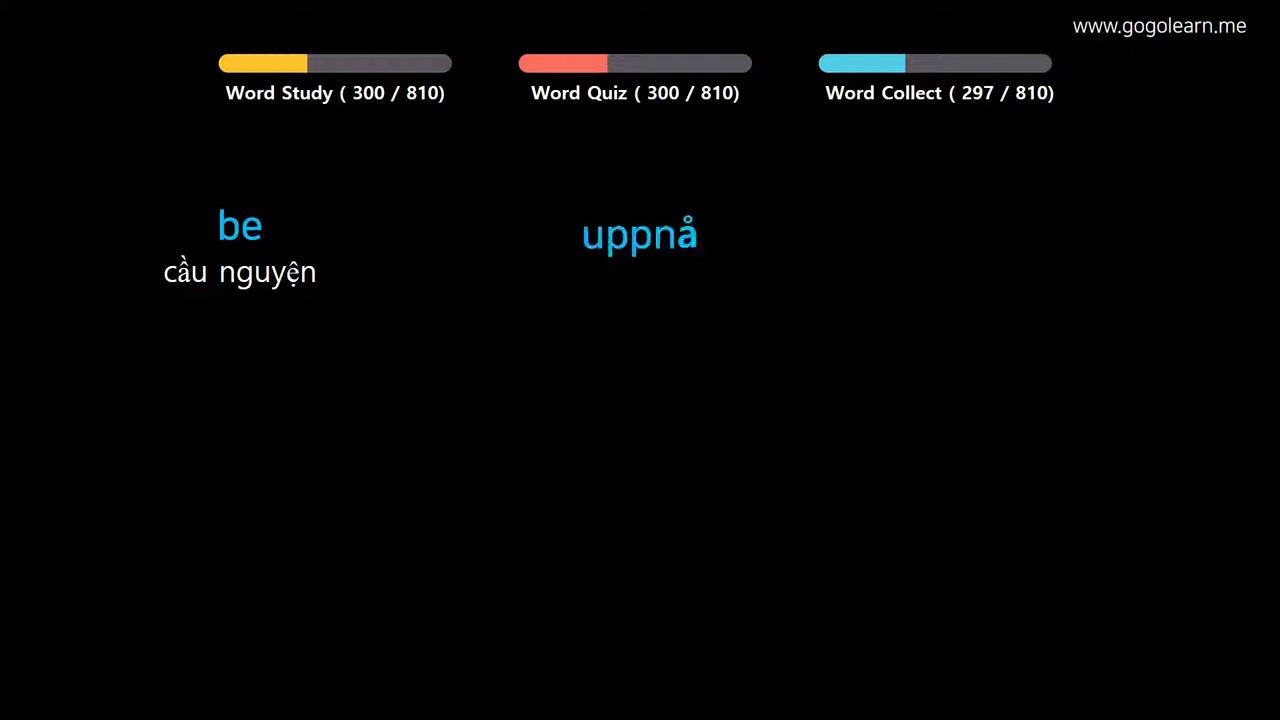 www.gogolearn.me
Word Study ( 300 / 810)
Word Quiz ( 300 / 810)
Word Collect ( 297 / 810)
be
cầu nguyện
uppnå